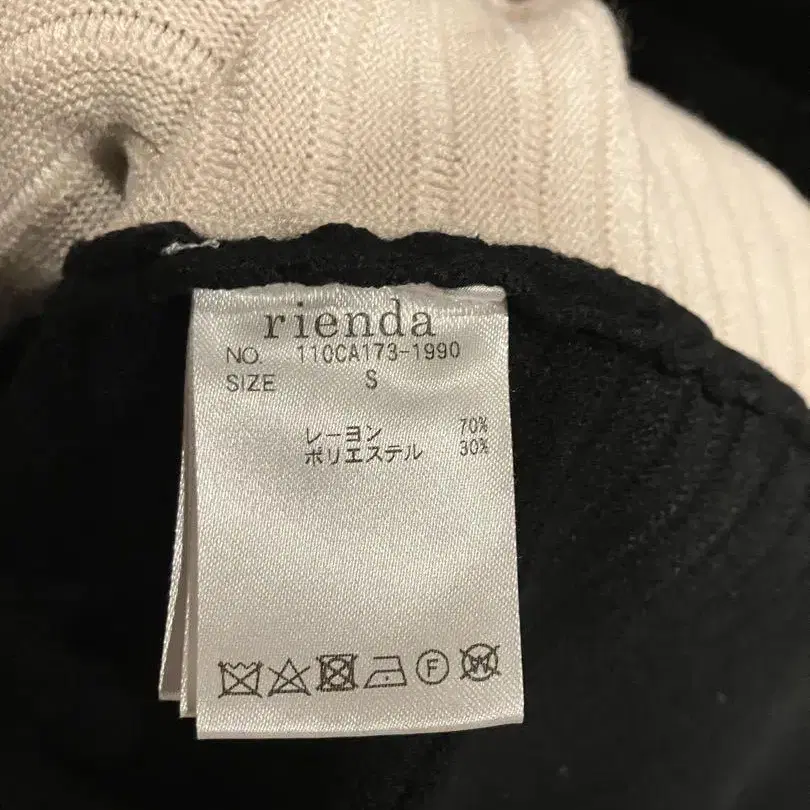 rienda
NO. 110CA173-1990
SIZE S
レーヨン 70%
ポリエステル 30%
F W